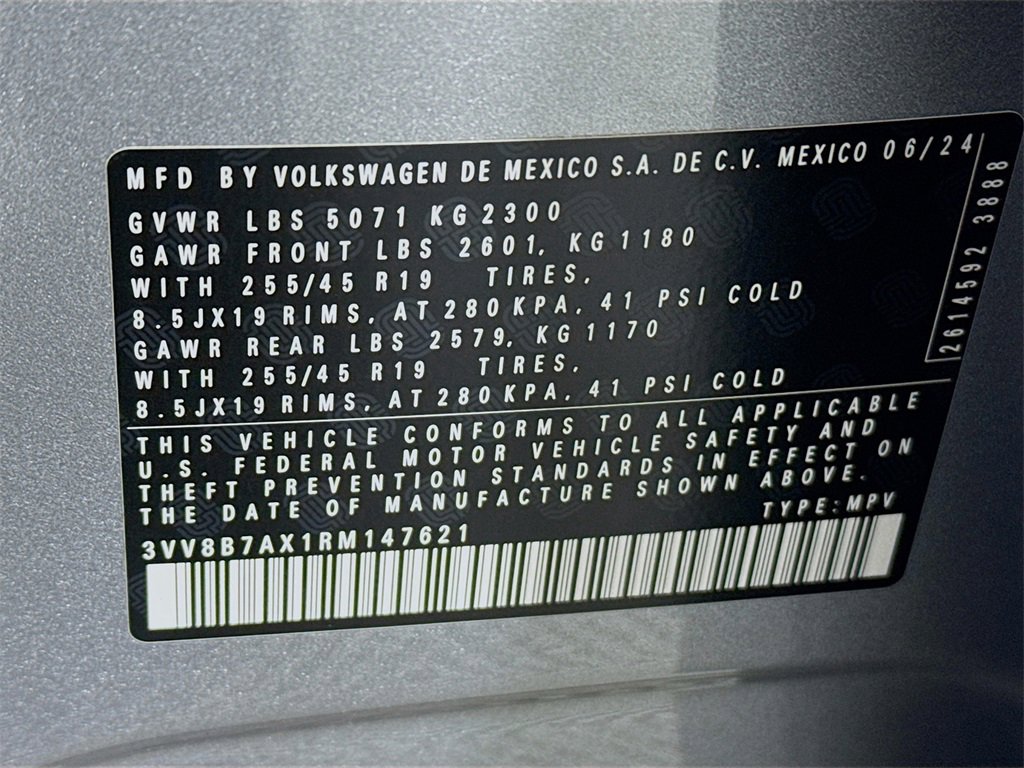 MFD BY VOLKSWAGEN DE MEXICO S.A. DE C.V. MEXICO 06/24
GVWR LBS 5071 KG 2300
GAWR FRONT LBS 2601, KG 1180
WITH 255/45 R19 TIRES,
8.5JX19 RIMS, AT 280 KPA, 41 PSI COLD
GAWR REAR LBS 2579, KG 1170
WITH 255/45 R19 TIRES,
8.5JX19 RIMS, AT 280 KPA, 41 PSI COLD
2614592 3888
THIS VEHICLE CONFORMS TO ALL APPLICABLE
U.S. FEDERAL MOTOR VEHICLE SAFETY AND
THEFT PREVENTION STANDARDS IN EFFECT ON
THE DATE OF MANUFACTURE SHOWN ABOVE.
TYPE: MPV
3VV8B7AX1RM147621